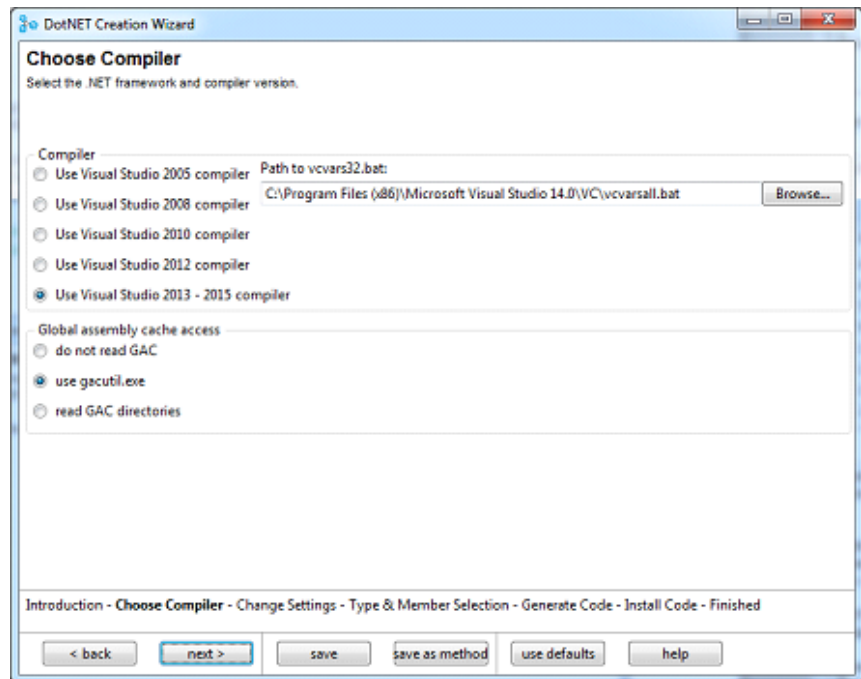 DotNET Creation Wizard
Choose Compiler
Select the .NET framework and compiler version.
Compiler
Use Visual Studio 2005 compiler
Path to vcvars32.bat:
C:\Program Files (x86)\Microsoft Visual Studio 14.0\VC\vcvarsall.bat
Browse...
Use Visual Studio 2008 compiler
Use Visual Studio 2010 compiler
Use Visual Studio 2012 compiler
Use Visual Studio 2013 - 2015 compiler
Global assembly cache access
do not read GAC
use gacutil.exe
read GAC directories
Introduction - Choose Compiler - Change Settings - Type & Member Selection - Generate Code - Install Code - Finished
< back next > save save as method use defaults help